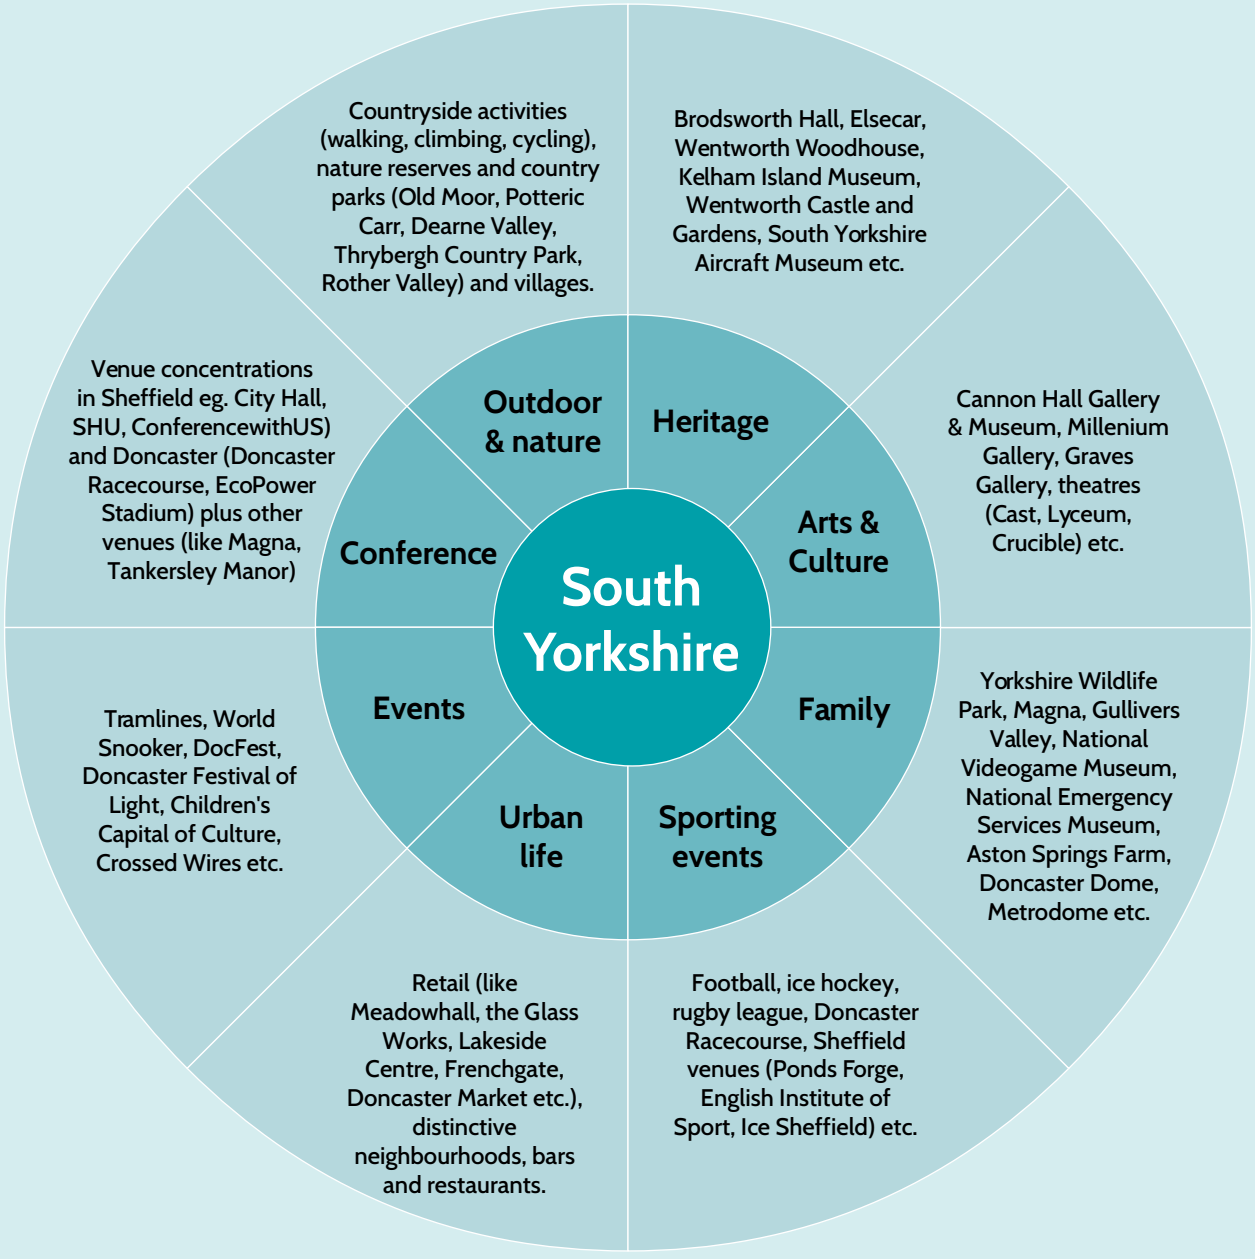 South
Yorkshire
Outdoor
& nature
Countryside activities
(walking, climbing, cycling),
nature reserves and country
parks (Old Moor, Potteric
Carr, Dearne Valley,
Thrybergh Country Park,
Rother Valley) and villages.
Heritage
Brodsworth Hall, Elsecar,
Wentworth Woodhouse,
Kelham Island Museum,
Wentworth Castle and
Gardens, South Yorkshire
Aircraft Museum etc.
Arts &
Culture
Cannon Hall Gallery
& Museum, Millenium
Gallery, Graves
Gallery, theatres
(Cast, Lyceum,
Crucible) etc.
Family
Yorkshire Wildlife
Park, Magna, Gullivers
Valley, National
Videogame Museum,
National Emergency
Services Museum,
Aston Springs Farm,
Doncaster Dome,
Metrodome etc.
Sporting
events
Football, ice hockey,
rugby league, Doncaster
Racecourse, Sheffield
venues (Ponds Forge,
English Institute of
Sport, Ice Sheffield) etc.
Urban
life
Retail (like
Meadowhall, the Glass
Works, Lakeside
Centre, Frenchgate,
Doncaster Market etc.),
distinctive
neighbourhoods, bars
and restaurants.
Events
Tramlines, World
Snooker, DocFest,
Doncaster Festival of
Light, Children's
Capital of Culture,
Crossed Wires etc.
Conference
Venue concentrations
in Sheffield eg. City Hall,
SHU, ConferencewithUS)
and Doncaster (Doncaster
Racecourse, EcoPower
Stadium) plus other
venues (like Magna,
Tankersley Manor)